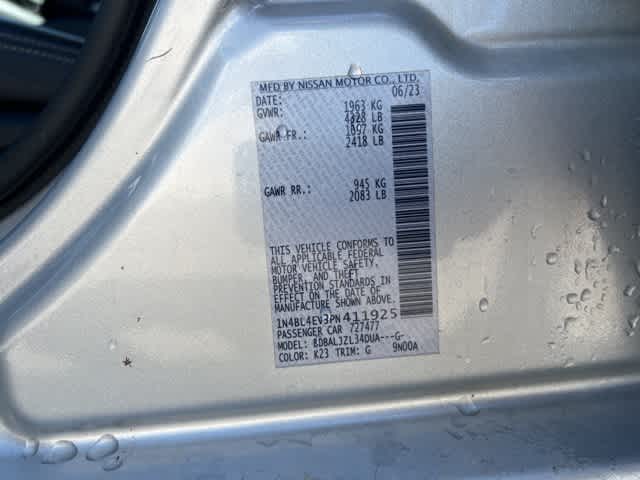 MFD BY NISSAN MOTOR CO., LTD.
DATE: 06/23
GVWR: 1963 KG
4328 LB
GAWR FR.: 1097 KG
2418 LB
GAWR RR.: 945 KG
2083 LB
THIS VEHICLE CONFORMS TO
ALL APPLICABLE FEDERAL
MOTOR VEHICLE SAFETY,
BUMPER, AND THEFT
PREVENTION STANDARDS IN
EFFECT ON THE DATE OF
MANUFACTURE SHOWN ABOVE.
1N4BL4EV3PN411925
PASSENGER CAR 727477
MODEL: BDBALJZL34DUA---G-
COLOR: K23 TRIM: G 9N00A